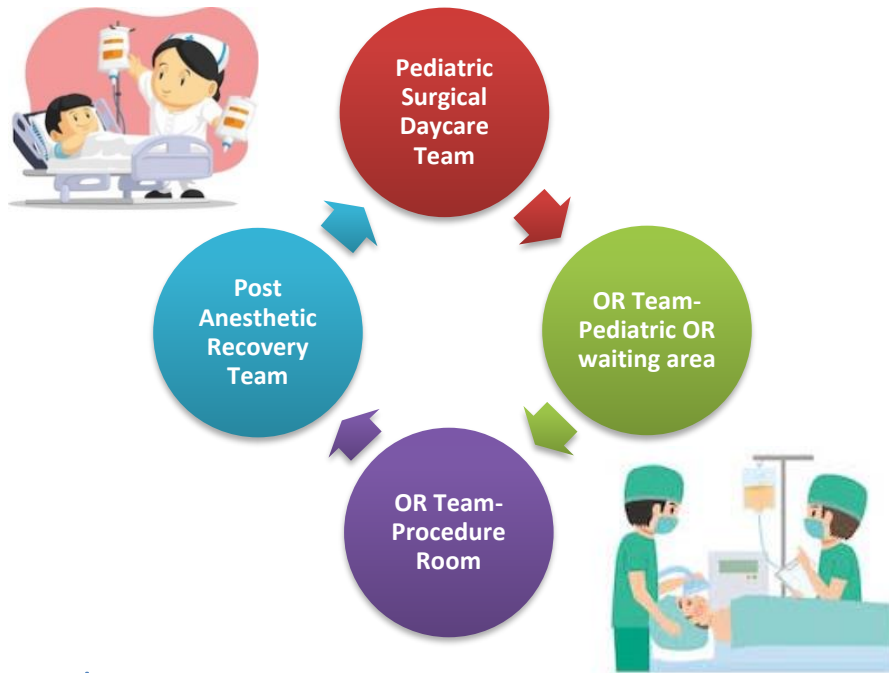 Pediatric
Surgical
Daycare
Team
OR Team-
Pediatric OR
waiting area
OR Team-
Procedure
Room
Post
Anesthetic
Recovery
Team